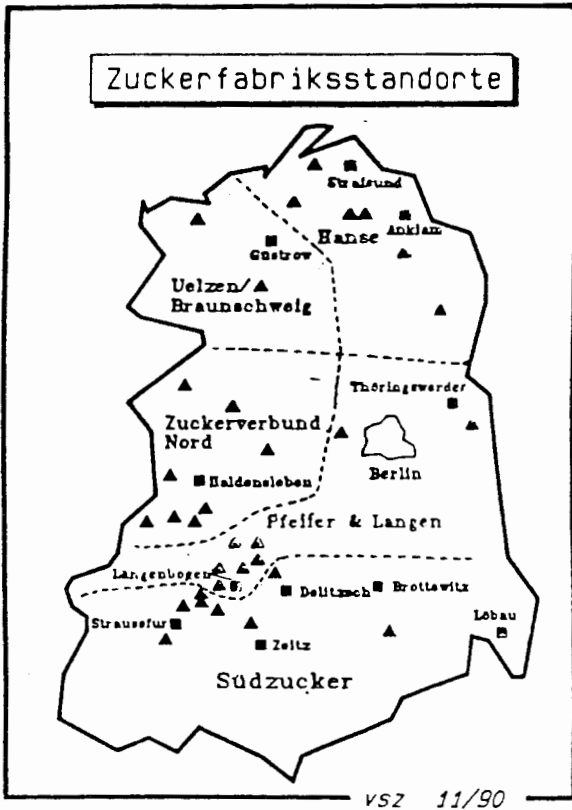 Zuckerfabriksstandorte
Stralsund
Hanse
Anklam
Güstrow
Uelzen/
Braunschweig
Thöringswerder
Zuckerverbund
Nord
Berlin
Haldensleben
Pfeifer & Langen
Langenbogen
Delitzsch
Brottewitz
Löbau
Straussfur
Zeitz
Südzucker
VSZ 11/90